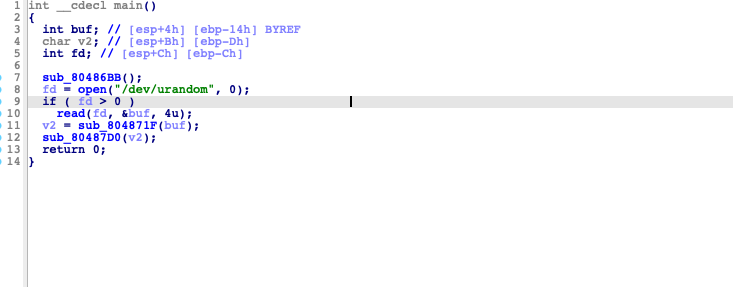 1 int __cdecl main()
2 {
3 int buf; // [esp+4h] [ebp-14h] BYREF
4 char v2; // [esp+Bh] [ebp-Dh]
5 int fd; // [esp+Ch] [ebp-Ch]
6
7 sub_80486BB();
8 fd = open("/dev/urandom", 0);
9 if ( fd > 0 )
10 read(fd, &buf, 4u);
11 v2 = sub_804871F(buf);
12 sub_80487D0(v2);
13 return 0;
14 }